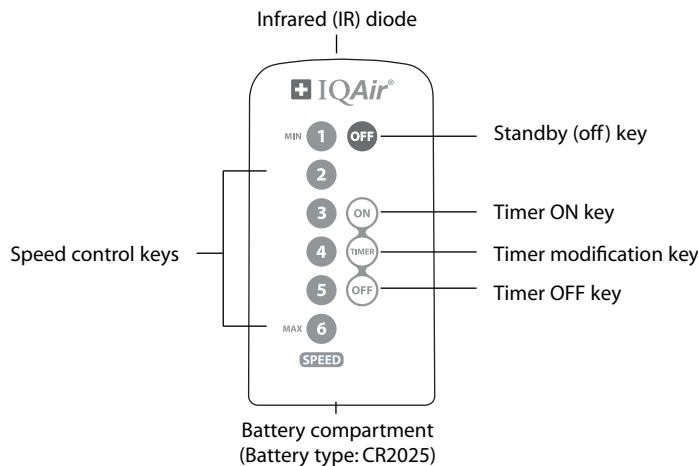 Infrared (IR) diode
IQAir®
MIN 1 OFF
Standby (off) key
2
3 ON
Timer ON key
Speed control keys
4 TIMER
Timer modification key
5 OFF
Timer OFF key
MAX 6
SPEED
Battery compartment
(Battery type: CR2025)